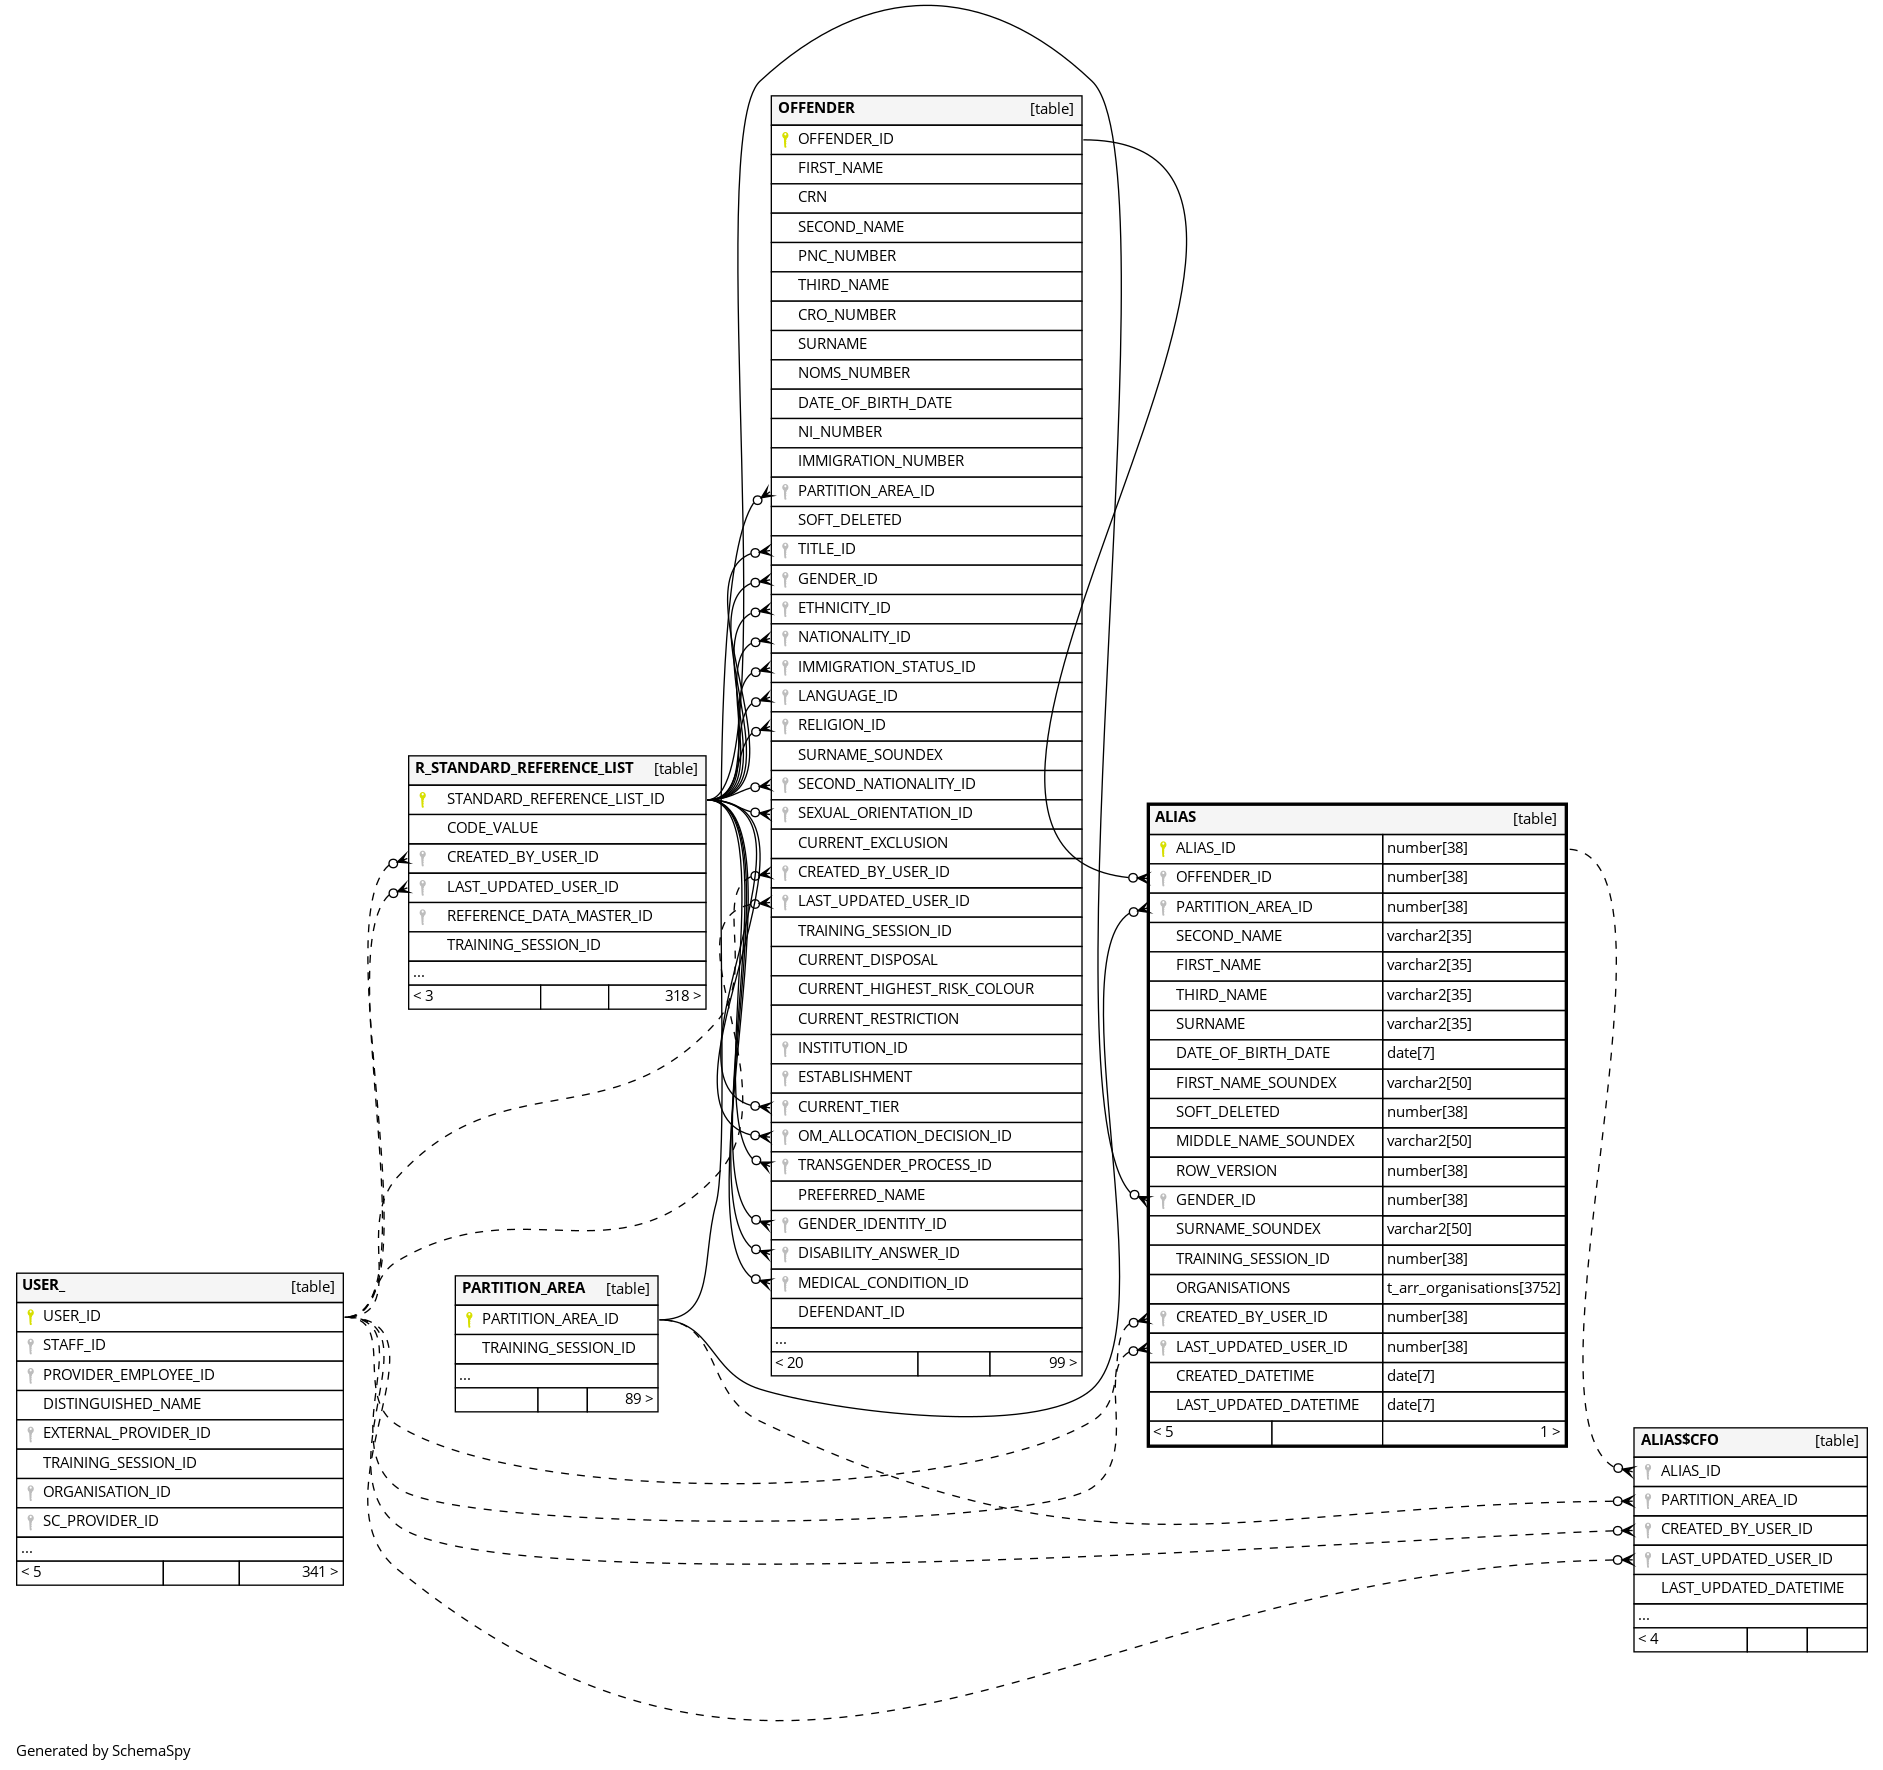 OFFENDER [table]
OFFENDER_ID
FIRST_NAME
CRN
SECOND_NAME
PNC_NUMBER
THIRD_NAME
CRO_NUMBER
SURNAME
NOMS_NUMBER
DATE_OF_BIRTH_DATE
NI_NUMBER
IMMIGRATION_NUMBER
PARTITION_AREA_ID
SOFT_DELETED
TITLE_ID
GENDER_ID
ETHNICITY_ID
NATIONALITY_ID
IMMIGRATION_STATUS_ID
LANGUAGE_ID
RELIGION_ID
SURNAME_SOUNDEX
SECOND_NATIONALITY_ID
SEXUAL_ORIENTATION_ID
CURRENT_EXCLUSION
CREATED_BY_USER_ID
LAST_UPDATED_USER_ID
TRAINING_SESSION_ID
CURRENT_DISPOSAL
CURRENT_HIGHEST_RISK_COLOUR
CURRENT_RESTRICTION
INSTITUTION_ID
ESTABLISHMENT
CURRENT_TIER
OM_ALLOCATION_DECISION_ID
TRANSGENDER_PROCESS_ID
PREFERRED_NAME
GENDER_IDENTITY_ID
DISABILITY_ANSWER_ID
MEDICAL_CONDITION_ID
DEFENDANT_ID
...
< 20 99 >
R_STANDARD_REFERENCE_LIST [table]
STANDARD_REFERENCE_LIST_ID
CODE_VALUE
CREATED_BY_USER_ID
LAST_UPDATED_USER_ID
REFERENCE_DATA_MASTER_ID
TRAINING_SESSION_ID
...
< 3 318 >
ALIAS [table]
ALIAS_ID number[38]
OFFENDER_ID number[38]
PARTITION_AREA_ID number[38]
SECOND_NAME varchar2[35]
FIRST_NAME varchar2[35]
THIRD_NAME varchar2[35]
SURNAME varchar2[35]
DATE_OF_BIRTH_DATE date[7]
FIRST_NAME_SOUNDEX varchar2[50]
SOFT_DELETED number[38]
MIDDLE_NAME_SOUNDEX varchar2[50]
ROW_VERSION number[38]
GENDER_ID number[38]
SURNAME_SOUNDEX varchar2[50]
TRAINING_SESSION_ID number[38]
ORGANISATIONS t_arr_organisations[3752]
CREATED_BY_USER_ID number[38]
LAST_UPDATED_USER_ID number[38]
CREATED_DATETIME date[7]
LAST_UPDATED_DATETIME date[7]
< 5 1 >
USER_ [table]
USER_ID
STAFF_ID
PROVIDER_EMPLOYEE_ID
DISTINGUISHED_NAME
EXTERNAL_PROVIDER_ID
TRAINING_SESSION_ID
ORGANISATION_ID
SC_PROVIDER_ID
...
< 5 341 >
PARTITION_AREA [table]
PARTITION_AREA_ID
TRAINING_SESSION_ID
...
89 >
ALIAS$CFO [table]
ALIAS_ID
PARTITION_AREA_ID
CREATED_BY_USER_ID
LAST_UPDATED_USER_ID
LAST_UPDATED_DATETIME
...
< 4
Generated by SchemaSpy